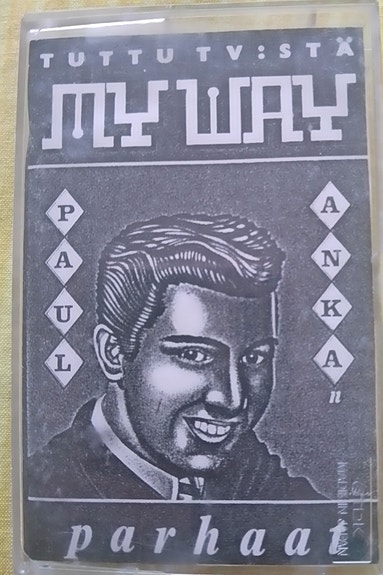 TUTTU TV:STÄ
MY WAY
PAUL
ANKAn
parhaat